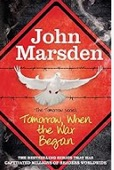 John
Marsden
The Tomorrow Series
Tomorrow, When
the War
Began
THE BESTSELLING SERIES THAT HAS
CAPTIVATED MILLIONS OF READERS WORLDWIDE